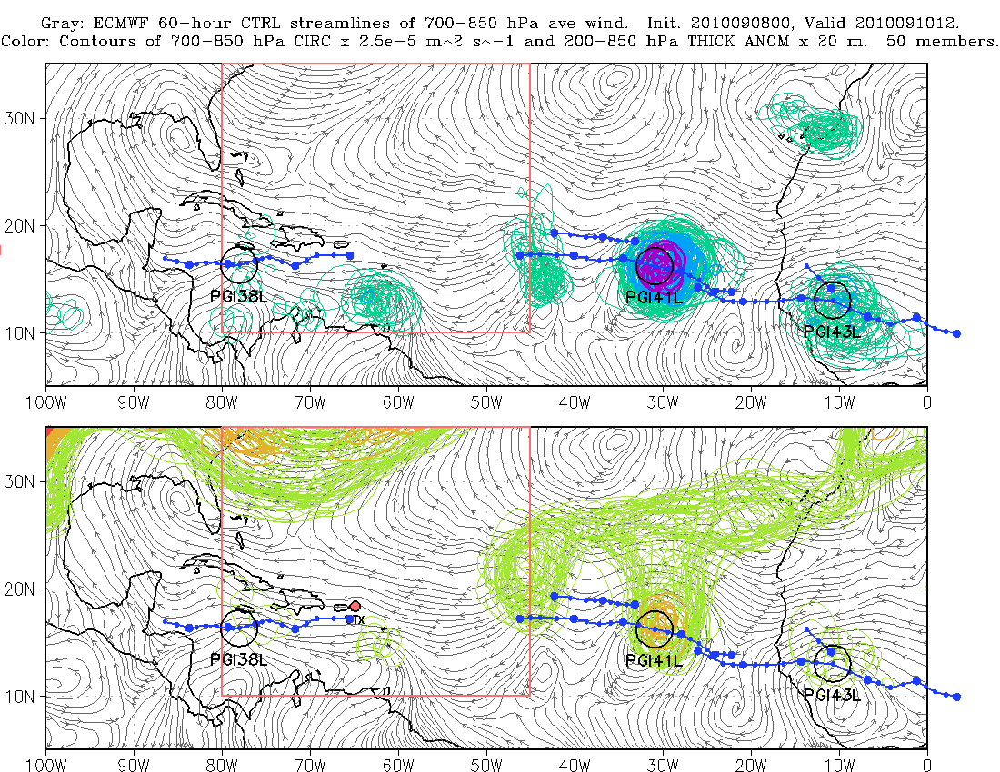 Gray: ECMWF 60-hour CTRL streamlines of 700-850 hPa ave wind.  Init. 2010090800, Valid 2010091012.
Color: Contours of 700-850 hPa CIRC x 2.5e-5 m^2 s^-1 and 200-850 hPa THICK ANOM x 20 m.  50 members.
30N
20N
PGI38L
PGI41L
PGI43L
10N
100W 90W 80W 70W 60W 50W 40W 30W 20W 10W 0
30N
20N
TX
PGI38L
PGI41L
PGI43L
10N
100W 90W 80W 70W 60W 50W 40W 30W 20W 10W 0